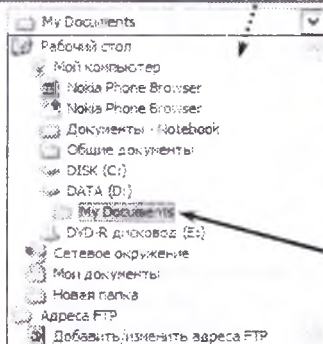 My Documents
Рабочий стол
Мой компьютер
Nokia Phone Browser
Nokia Phone Browser
Документы - Notebook
Общие документы
DISK (C:)
DATA (D:)
My Documents
DVD-R дисковод (E:)
Сетевое окружение
Мои документы
Новая папка
Адреса FTP
Добавить/изменить адреса FTP